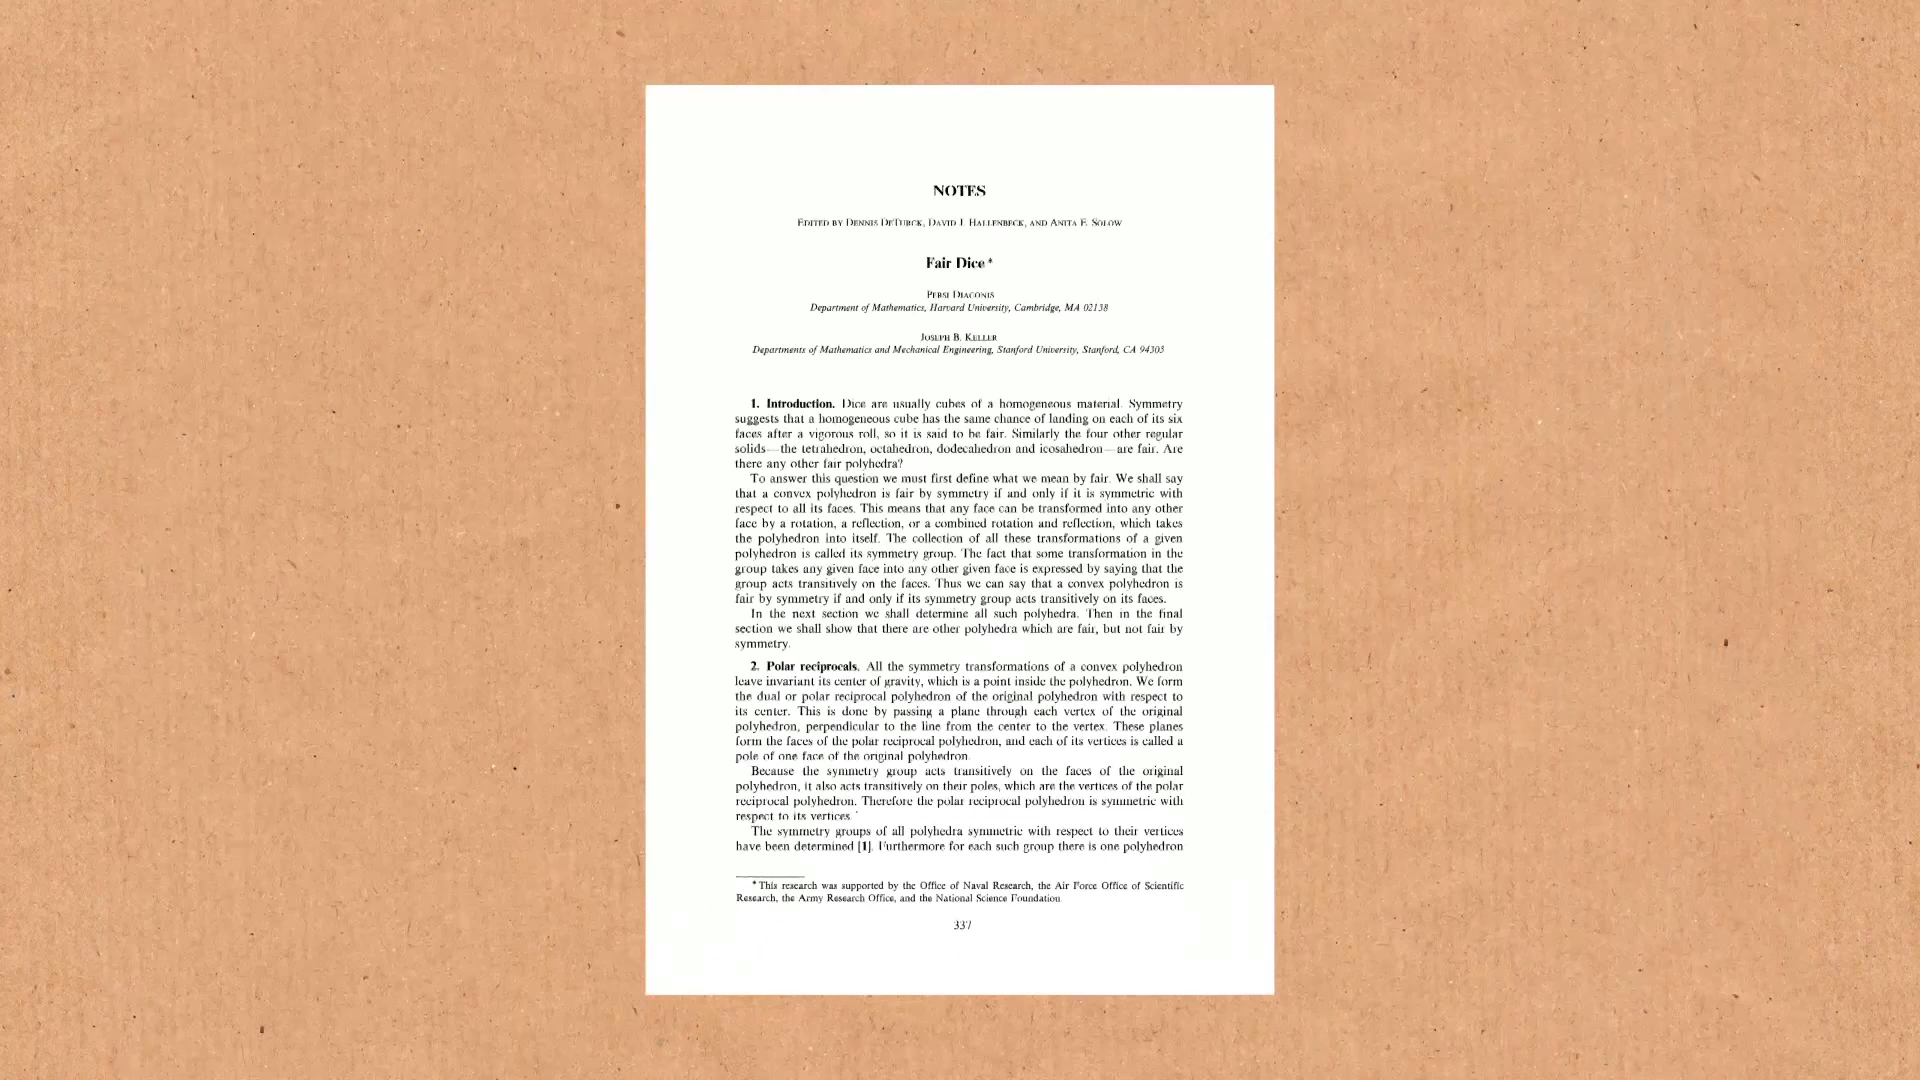 NOTES
EDITED BY DENNIS DETURCK, DAVID J. HALLENBECK, AND ANITA E. SOLOW
Fair Dice *
PERSI DIACONIS
Department of Mathematics, Harvard University, Cambridge, MA 02138
JOSEPH B. KELLER
Departments of Mathematics and Mechanical Engineering, Stanford University, Stanford, CA 94305
1. Introduction. Dice are usually cubes of a homogeneous material. Symmetry
suggests that a homogeneous cube has the same chance of landing on each of its six
faces after a vigorous roll, so it is said to be fair. Similarly the four other regular
solids—the tetrahedron, octahedron, dodecahedron and icosahedron—are fair. Are
there any other fair polyhedra?
To answer this question we must first define what we mean by fair. We shall say
that a convex polyhedron is fair by symmetry if and only if it is symmetric with
respect to all its faces. This means that any face can be transformed into any other
face by a rotation, a reflection, or a combined rotation and reflection, which takes
the polyhedron into itself. The collection of all these transformations of a given
polyhedron is called its symmetry group. The fact that some transformation in the
group takes any given face into any other given face is expressed by saying that the
group acts transitively on the faces. Thus we can say that a convex polyhedron is
fair by symmetry if and only if its symmetry group acts transitively on its faces.
In the next section we shall determine all such polyhedra. Then in the final
section we shall show that there are other polyhedra which are fair, but not fair by
symmetry.
2. Polar reciprocals. All the symmetry transformations of a convex polyhedron
leave invariant its center of gravity, which is a point inside the polyhedron. We form
the dual or polar reciprocal polyhedron of the original polyhedron with respect to
its center. This is done by passing a plane through each vertex of the original
polyhedron, perpendicular to the line from the center to the vertex. These planes
form the faces of the polar reciprocal polyhedron, and each of its vertices is called a
pole of one face of the original polyhedron.
Because the symmetry group acts transitively on the faces of the original
polyhedron, it also acts transitively on their poles, which are the vertices of the polar
reciprocal polyhedron. Therefore the polar reciprocal polyhedron is symmetric with
respect to its vertices.
The symmetry groups of all polyhedra symmetric with respect to their vertices
have been determined [1]. Furthermore for each such group there is one polyhedron
* This research was supported by the Office of Naval Research, the Air Force Office of Scientific
Research, the Army Research Office, and the National Science Foundation.
337